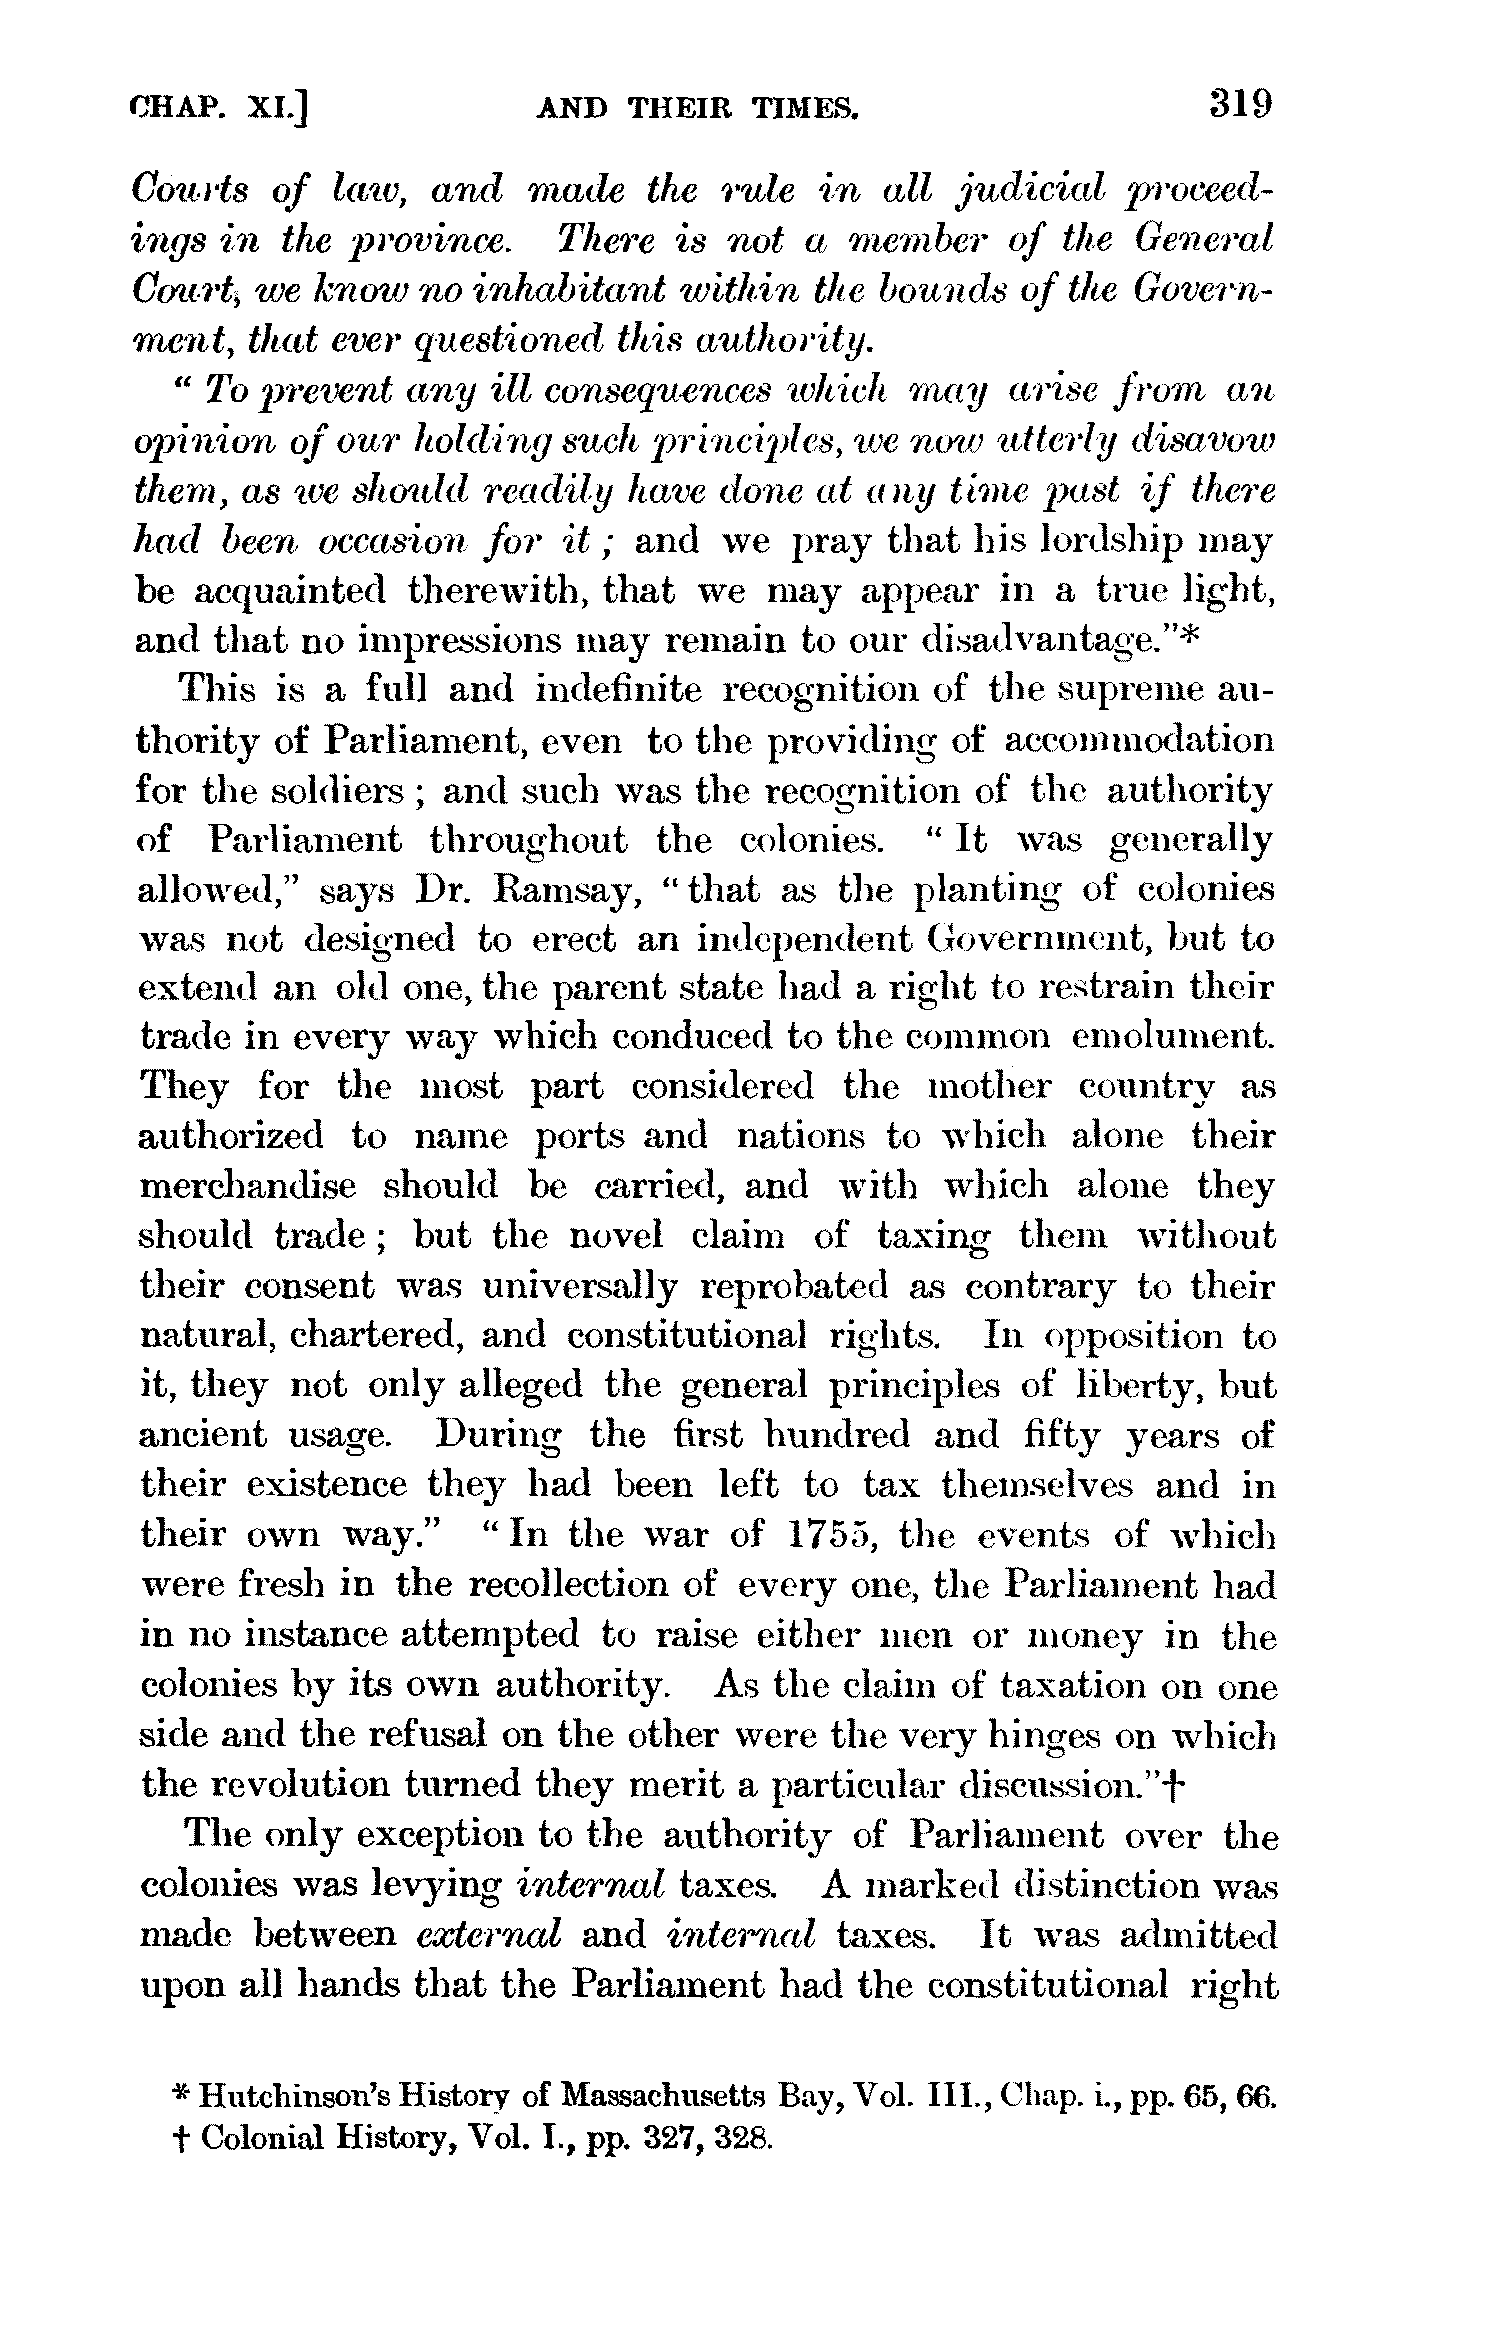 CHAP. XI.] AND THEIR TIMES. 319
Courts of law, and made the rule in all judicial proceed-
ings in the province. There is not a member of the General
Court, we know no inhabitant within the bounds of the Govern-
ment, that ever questioned this authority.
“ To prevent any ill consequences which may arise from an
opinion of our holding such principles, we now utterly disavow
them, as we should readily have done at any time past if there
had been occasion for it ; and we pray that his lordship may
be acquainted therewith, that we may appear in a true light,
and that no impressions may remain to our disadvantage.”*
This is a full and indefinite recognition of the supreme au-
thority of Parliament, even to the providing of accommodation
for the soldiers ; and such was the recognition of the authority
of Parliament throughout the colonies. “ It was generally
allowed,” says Dr. Ramsay, “ that as the planting of colonies
was not designed to erect an independent Government, but to
extend an old one, the parent state had a right to restrain their
trade in every way which conduced to the common emolument.
They for the most part considered the mother country as
authorized to name ports and nations to which alone their
merchandise should be carried, and with which alone they
should trade ; but the novel claim of taxing them without
their consent was universally reprobated as contrary to their
natural, chartered, and constitutional rights. In opposition to
it, they not only alleged the general principles of liberty, but
ancient usage. During the first hundred and fifty years of
their existence they had been left to tax themselves and in
their own way.” “ In the war of 1755, the events of which
were fresh in the recollection of every one, the Parliament had
in no instance attempted to raise either men or money in the
colonies by its own authority. As the claim of taxation on one
side and the refusal on the other were the very hinges on which
the revolution turned they merit a particular discussion.”†
The only exception to the authority of Parliament over the
colonies was levying internal taxes. A marked distinction was
made between external and internal taxes. It was admitted
upon all hands that the Parliament had the constitutional right
* Hutchinson's History of Massachusetts Bay, Vol. III., Chap. i., pp. 65, 66.
† Colonial History, Vol. I., pp. 327, 328.